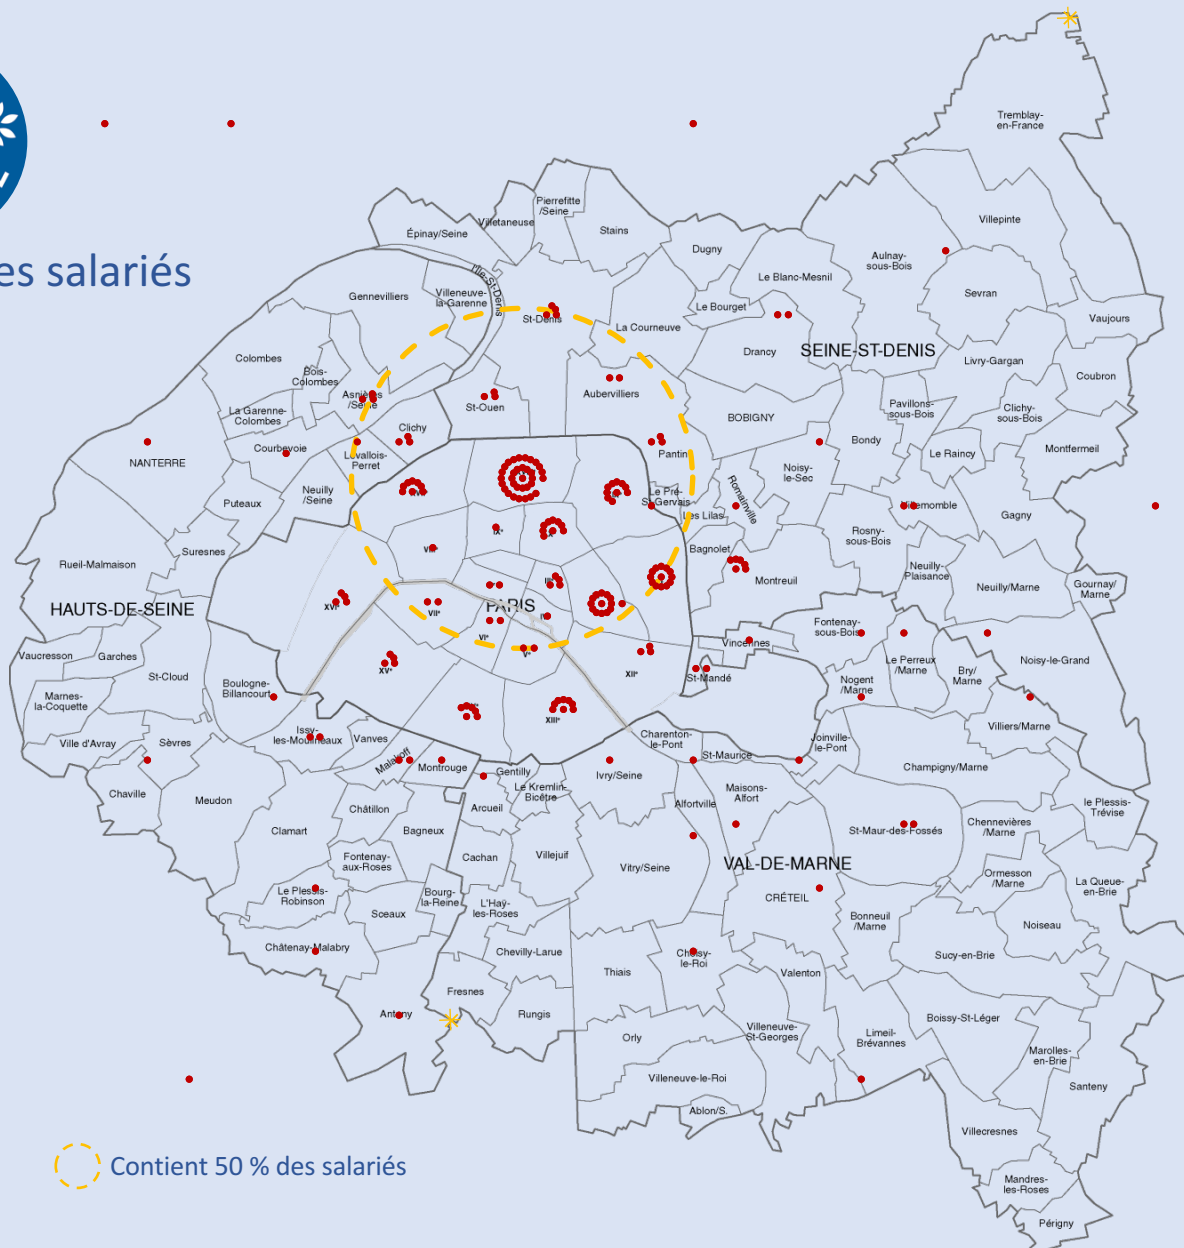 Tremblay-
en-France
Pierrefitte
/Seine
Villetaneuse
Villepinte
Épinay/Seine
Stains
Dugny
es salariés
Aulnay-
sous-Bois
Le Blanc-Mesnil
Île-St-Denis
Gennevilliers
Villeneuve-
la-Garenne
Sevran
Le Bourget
St-Denis
Vaujours
La Courneuve
Drancy
SEINE-ST-DENIS
Colombes
Livry-Gargan
Bois-
Colombes
Coubron
Asnières
/Seine
Aubervilliers
St-Ouen
Pavillons-
sous-Bois
Clichy-
sous-Bois
La Garenne-
Colombes
BOBIGNY
Clichy
Bondy
Courbevoie
Montfermeil
Levallois-
Perret
Pantin
Le Raincy
NANTERRE
Noisy-
le-Sec
Neuilly
/Seine
Le Pré-
St-Gervais
Romainville
Puteaux
Villemomble
Les Lilas
Gagny
IX°
Rosny-
sous-Bois
Suresnes
Bagnolet
Rueil-Malmaison
Neuilly-
Plaisance
Montreuil
Neuilly/Marne
Gournay/
Marne
HAUTS-DE-SEINE
PARIS
VII°
Fontenay-
sous-Bois
VI°
Vincennes
Vaucresson
Garches
V°
Le Perreux
/Marne
Noisy-le-Grand
XV°
XII°
St-Cloud
Bry/
Marne
St-Mandé
Nogent
/Marne
Boulogne-
Billancourt
Marnes-
la-Coquette
XIII°
Villiers/Marne
Issy-
les-Moulineaux
Vanves
Charenton-
le-Pont
Joinville-
le-Pont
Ville d'Avray
Sèvres
St-Maurice
Malakoff
Montrouge
Gentilly
Ivry/Seine
Champigny/Marne
Chaville
Meudon
Le Kremlin-
Bicêtre
Maisons-
Alfort
Arcueil
Alfortville
le Plessis-
Trévise
Châtillon
Clamart
Bagneux
St-Maur-des-Fossés
Chennevières
/Marne
Cachan
Villejuif
Fontenay-
aux-Roses
VAL-DE-MARNE
Vitry/Seine
Ormesson
/Marne
La Queue-
en-Brie
Le Plessis-
Robinson
Bourg-
la-Reine
CRÉTEIL
L'Haÿ-
les-Roses
Sceaux
Bonneuil
/Marne
Noiseau
Châtenay-Malabry
Chevilly-Larue
Choisy-
le-Roi
Sucy-en-Brie
Thiais
Valenton
Fresnes
Antony
Rungis
Boissy-St-Léger
Villeneuve-
St-Georges
Orly
Limeil-
Brévannes
Marolles-
en-Brie
Villeneuve-le-Roi
Santeny
Ablon/S.
Villecresnes
Contient 50 % des salariés
Mandres-
les-Roses
Périgny